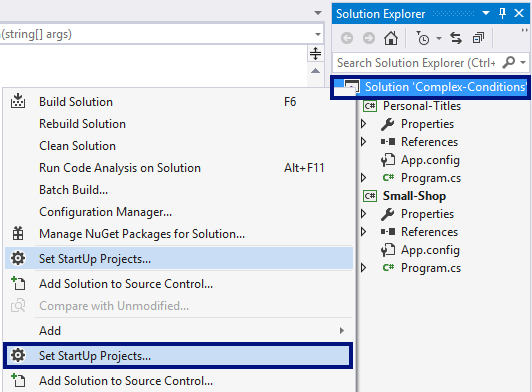 (string[] args)
Build Solution F6
Rebuild Solution
Clean Solution
Run Code Analysis on Solution Alt+F11
Batch Build...
Configuration Manager...
Manage NuGet Packages for Solution...
Set StartUp Projects...
Add Solution to Source Control...
Compare with Unmodified...
Add
Set StartUp Projects...
Add Solution to Source Control...
Solution Explorer
Search Solution Explorer (Ctrl+
Solution 'Complex-Conditions'
Personal-Titles
Properties
References
App.config
C# Program.cs
Small-Shop
Properties
References
App.config
C# Program.cs